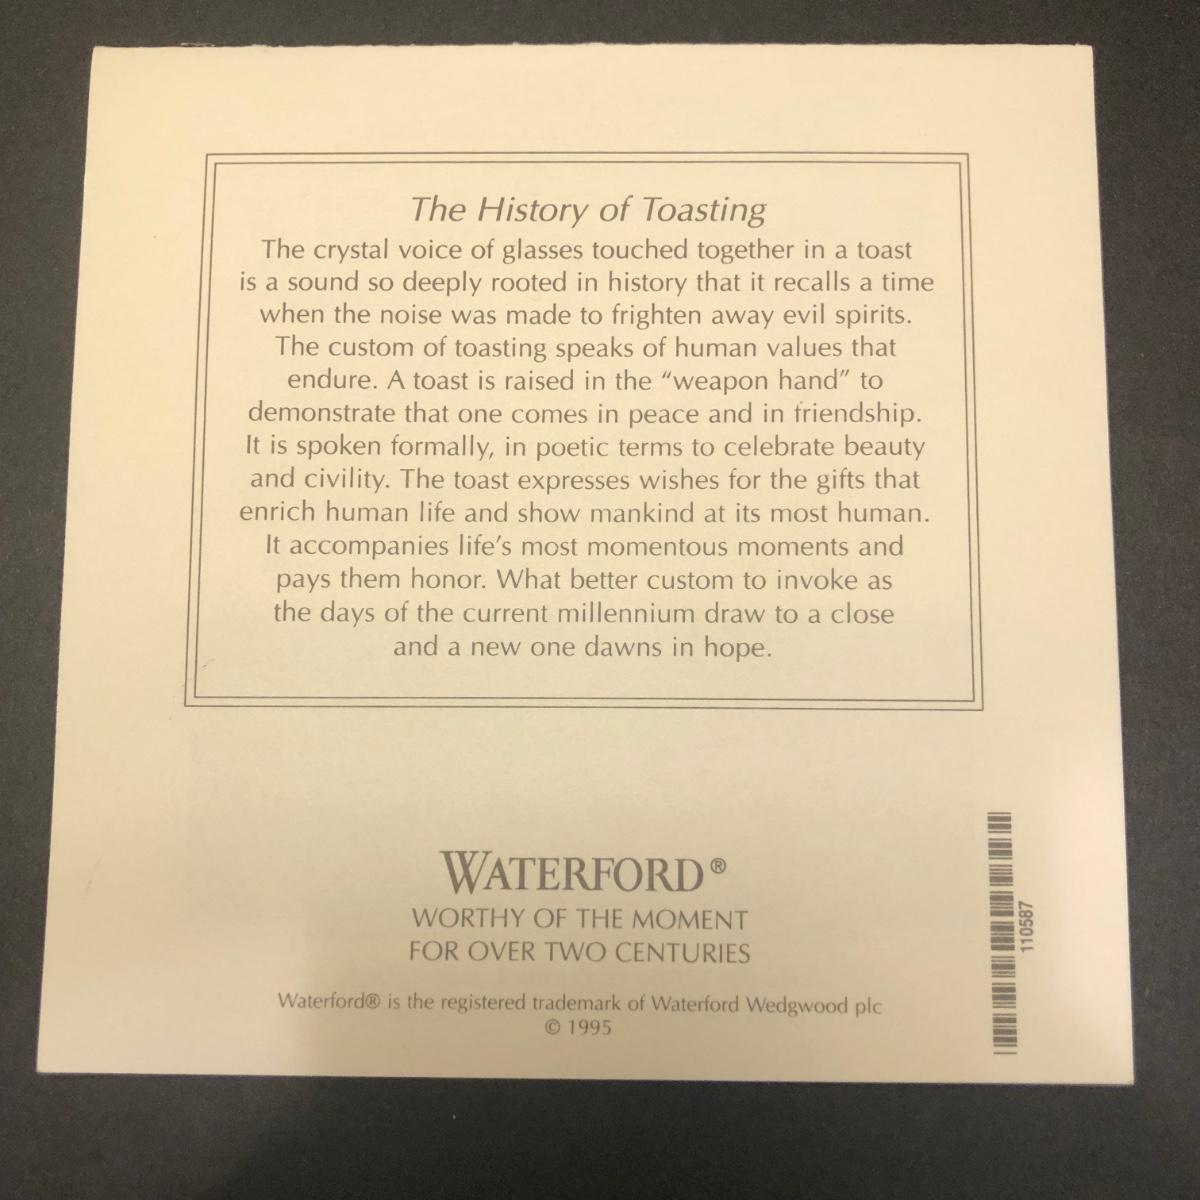 The History of Toasting
The crystal voice of glasses touched together in a toast
is a sound so deeply rooted in history that it recalls a time
when the noise was made to frighten away evil spirits.
The custom of toasting speaks of human values that
endure. A toast is raised in the “weapon hand” to
demonstrate that one comes in peace and in friendship.
It is spoken formally, in poetic terms to celebrate beauty
and civility. The toast expresses wishes for the gifts that
enrich human life and show mankind at its most human.
It accompanies life’s most momentous moments and
pays them honor. What better custom to invoke as
the days of the current millennium draw to a close
and a new one dawns in hope.
WATERFORD®
WORTHY OF THE MOMENT
FOR OVER TWO CENTURIES
Waterford® is the registered trademark of Waterford Wedgwood plc
© 1995
110587